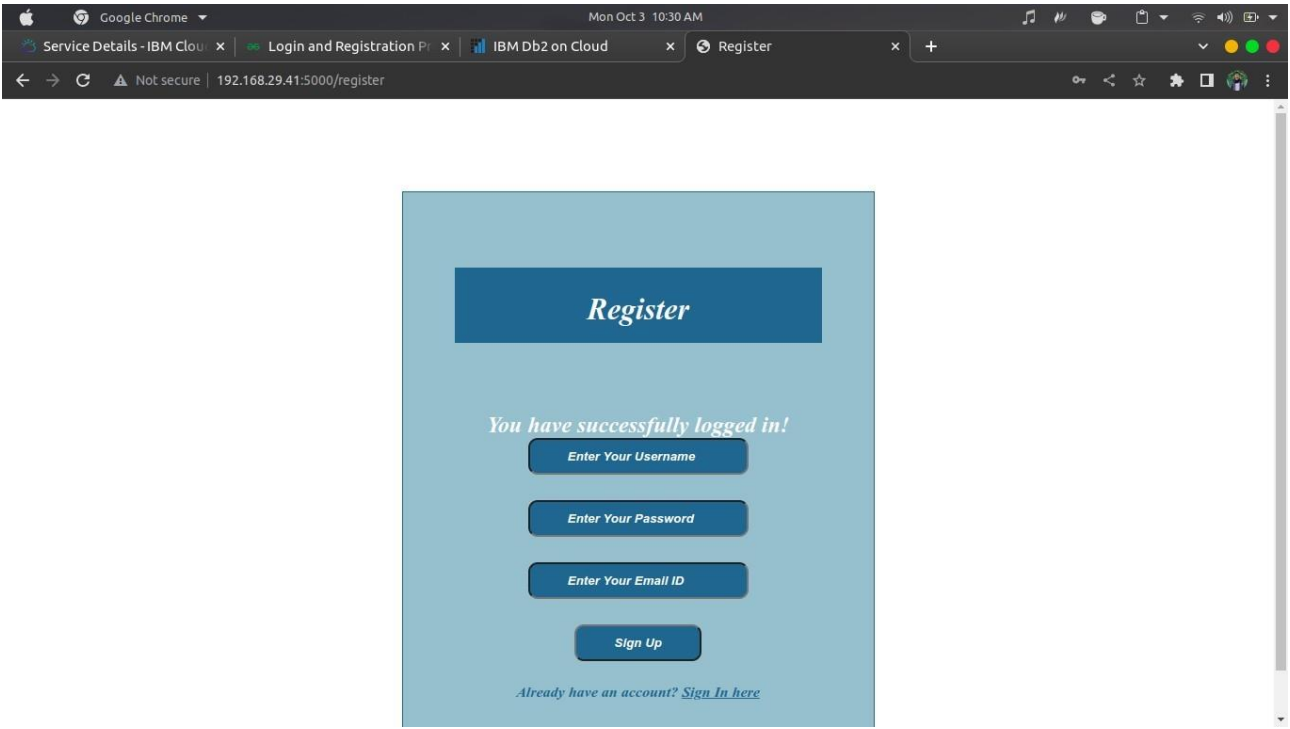 Google Chrome
Mon Oct 3 10:30 AM
Service Details - IBM Clou
Login and Registration Pr
IBM Db2 on Cloud
Register
Not secure | 192.168.29.41:5000/register
Register
You have successfully logged in!
Enter Your Username
Enter Your Password
Enter Your Email ID
Sign Up
Already have an account? Sign In here